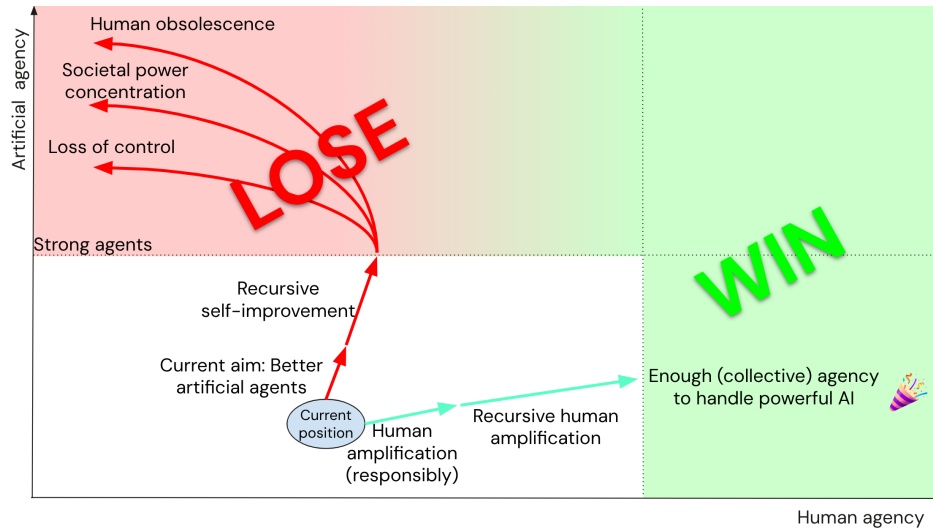 Artificial agency
Human obsolescence
Societal power
concentration
Loss of control
LOSE
Strong agents
WIN
Recursive
self-improvement
Current aim: Better
artificial agents
Current
position
Human
amplification
(responsibly)
Recursive human
amplification
Enough (collective) agency
to handle powerful AI
Human agency